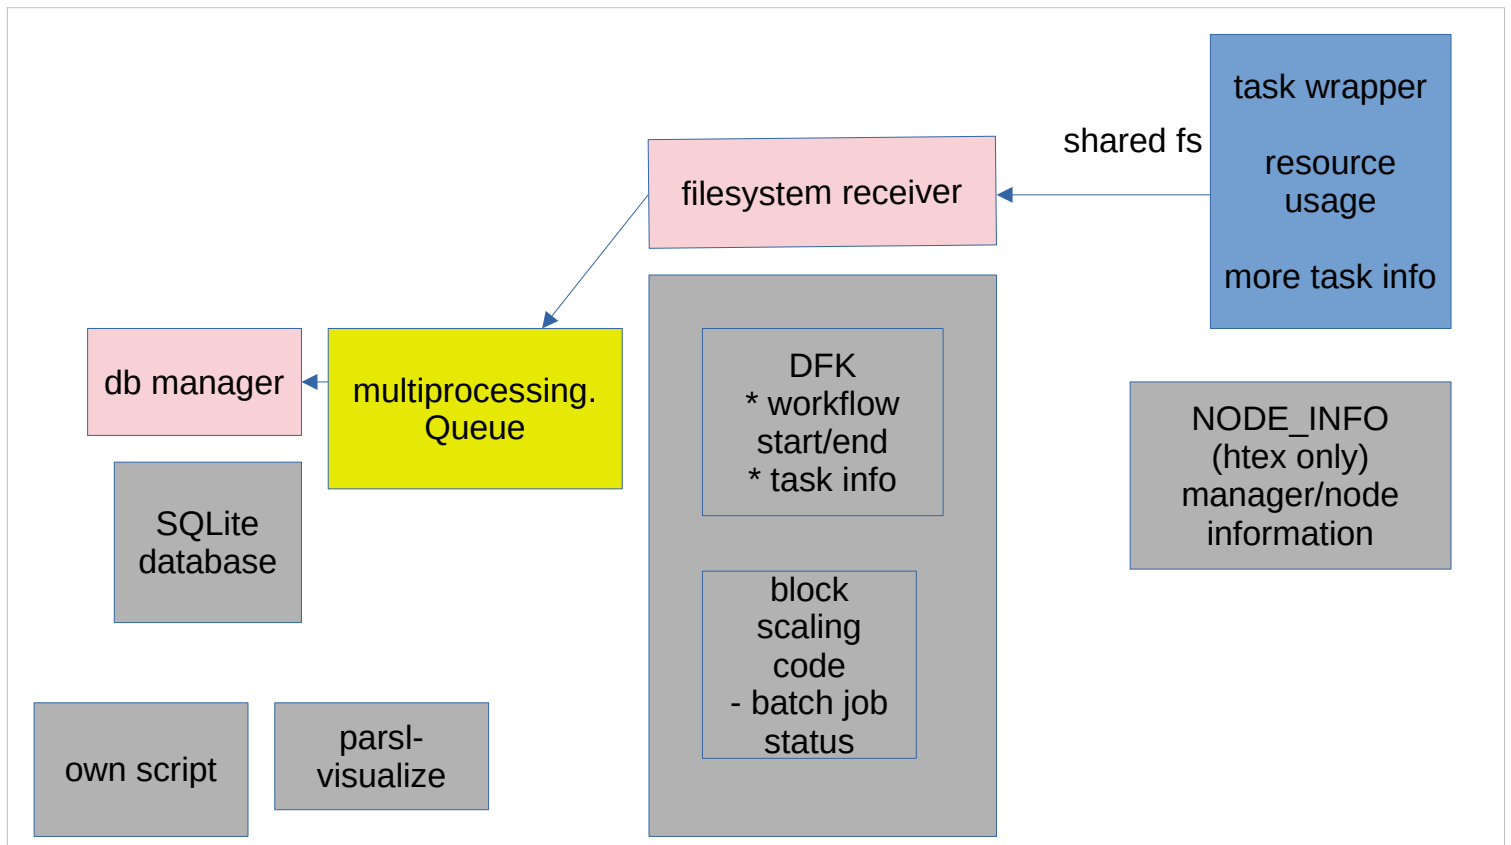 task wrapper
resource
usage
more task info
shared fs
filesystem receiver
db manager
multiprocessing.
Queue
DFK
* workflow
start/end
* task info
NODE_INFO
(htex only)
manager/node
information
SQLite
database
block
scaling
code
- batch job
status
own script
parsl-
visualize